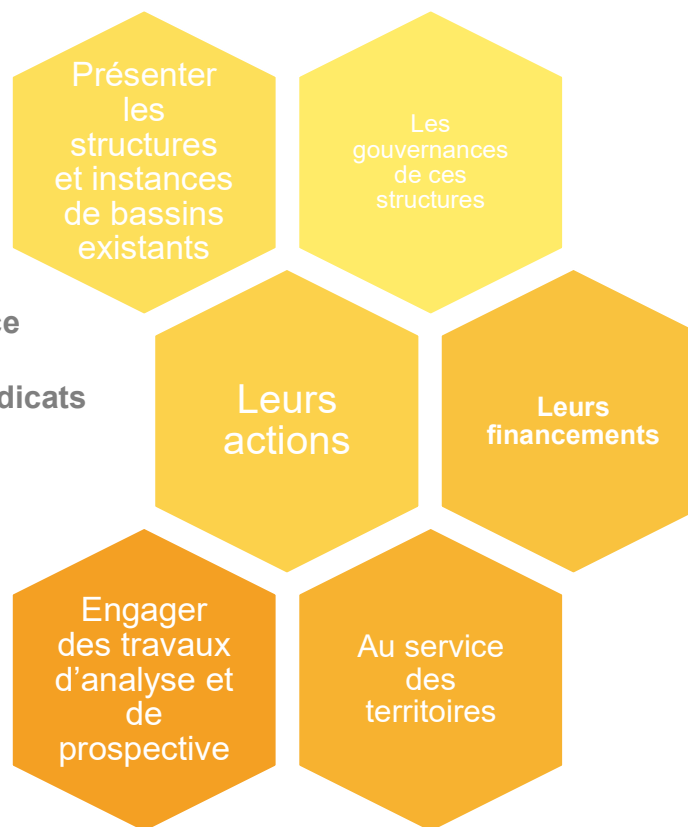 Présenter
les
structures
et instances
de bassins
existants
Les
gouvernances
de ces
structures
dicats
Leurs
actions
Leurs
financements
Engager
des travaux
d'analyse et
de
prospective
Au service
des
territoires